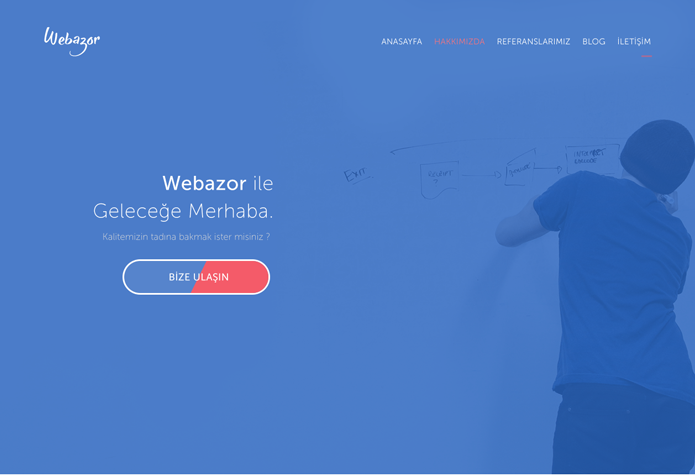 Webazor
ANASAYFA HAKKIMIZDA REFERANSLARIMIZ BLOG İLETİŞİM
Exit
Webazor ile
Geleceğe Merhaba.
Kalitemizin tadına bakmak ister misiniz ?
BİZE ULAŞIN